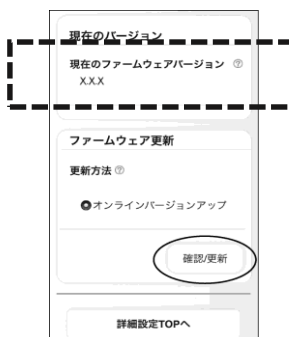 現在のバージョン
現在のファームウェアバージョン ?
X.X.X
ファームウェア更新
更新方法 ?
オンラインバージョンアップ
確認/更新
詳細設定TOPへ